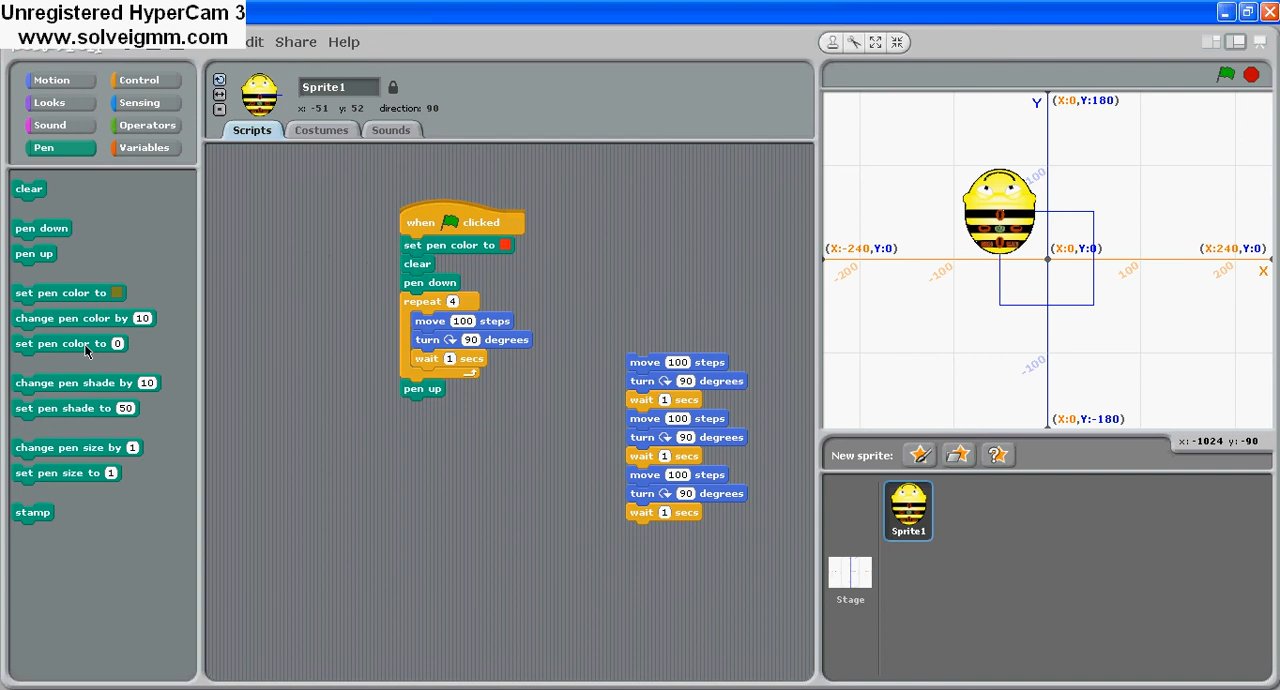 Unregistered HyperCam 3
www.solveigmm.com
dit Share Help
Motion Control
Looks Sensing
Sound Operators
Pen Variables
clear
pen down
pen up
set pen color to
change pen color by 10
set pen color to 0
change pen shade by 10
set pen shade to 50
change pen size by 1
set pen size to 1
stamp
Sprite1
x: -51 y: 52 direction: 90
Scripts Costumes Sounds
when clicked
set pen color to
clear
pen down
repeat 4
move 100 steps
turn 90 degrees
wait 1 secs
pen up
move 100 steps
turn 90 degrees
wait 1 secs
move 100 steps
turn 90 degrees
wait 1 secs
move 100 steps
turn 90 degrees
wait 1 secs
Y (X:0,Y:180)
100
(X:-240,Y:0) (X:0,Y:0) (X:240,Y:0)
-200 -100 100 200 X
-100
(X:0,Y:-180)
x: -1024 y: -90
New sprite:
Sprite1
Stage